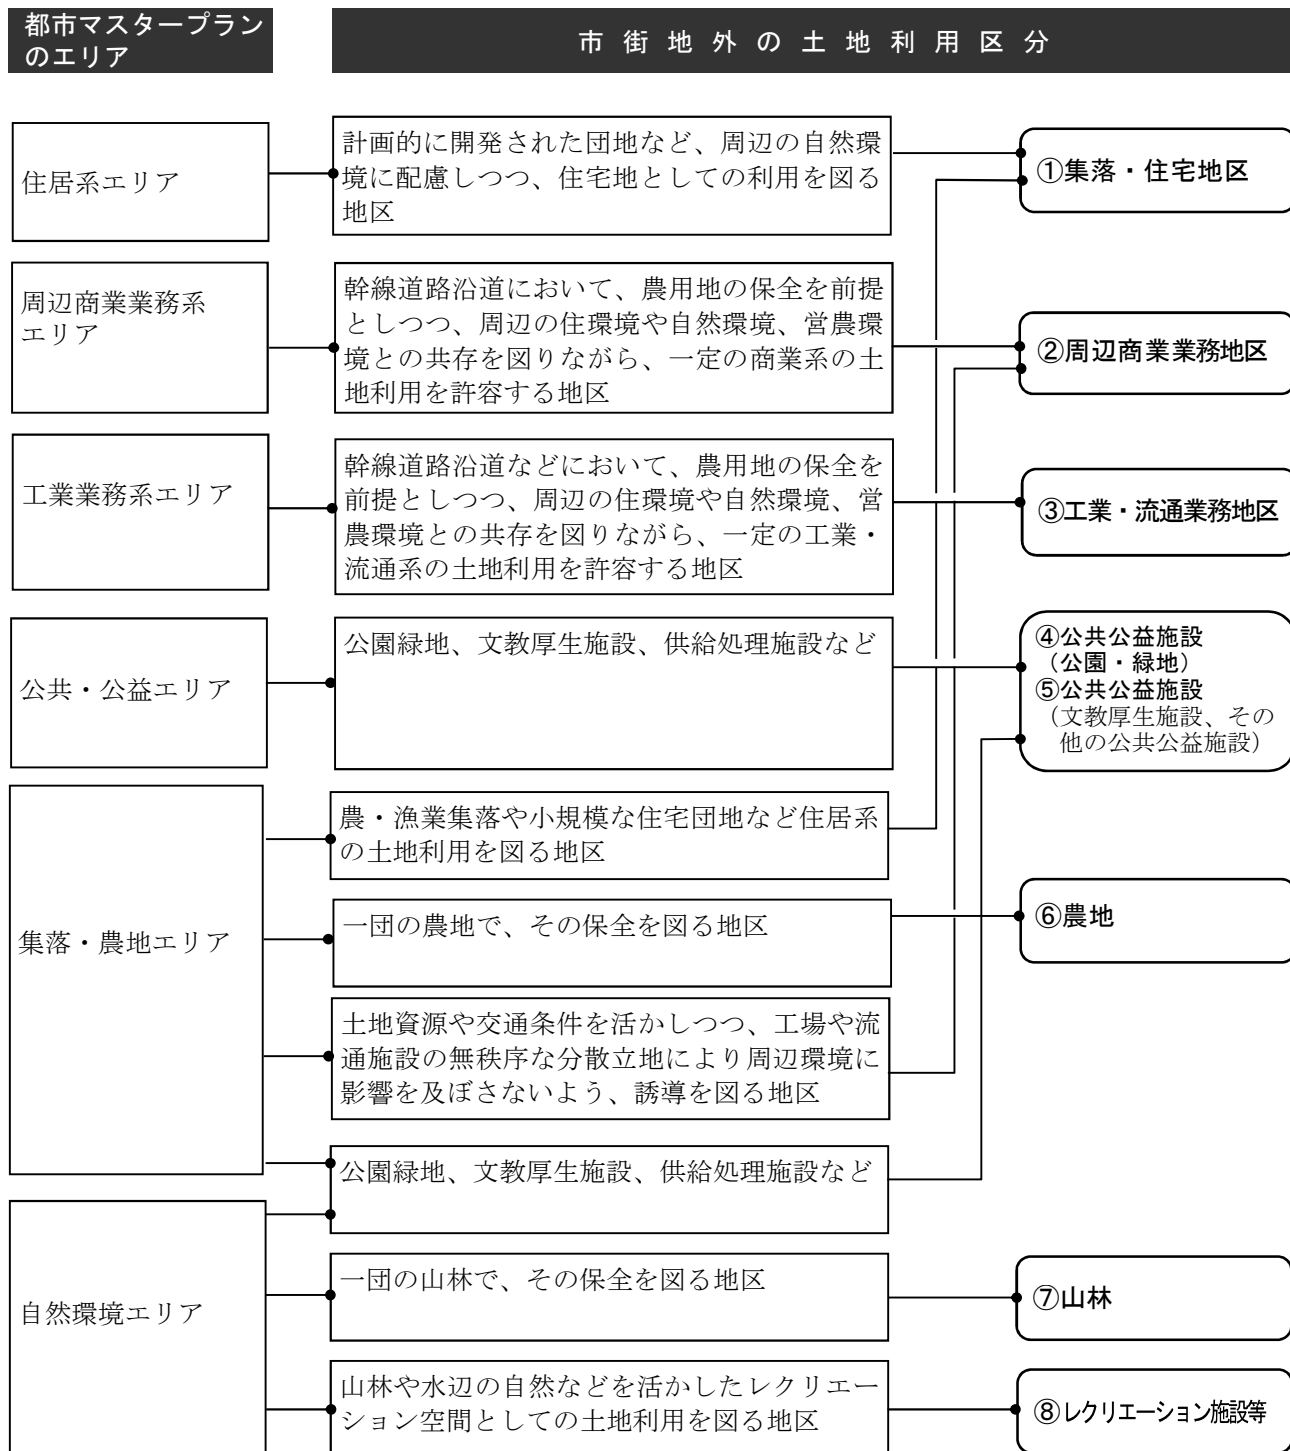 都市マスタープラン
のエリア
市街地外の土地利用区分
住居系エリア
計画的に開発された団地など、周辺の自然環
境に配慮しつつ、住宅地としての利用を図る
地区
①集落・住宅地区
周辺商業業務系
エリア
幹線道路沿道において、農用地の保全を前提
としつつ、周辺の住環境や自然環境、営農環
境との共存を図りながら、一定の商業系の土
地利用を許容する地区
②周辺商業業務地区
工業業務系エリア
幹線道路沿道などにおいて、農用地の保全を
前提としつつ、周辺の住環境や自然環境、営
農環境との共存を図りながら、一定の工業・
流通系の土地利用を許容する地区
③工業・流通業務地区
公共・公益エリア
公園緑地、文教厚生施設、供給処理施設など
④公共公益施設
（公園・緑地）
⑤公共公益施設
（文教厚生施設、その
他の公共公益施設）
集落・農地エリア
農・漁業集落や小規模な住宅団地など住居系
の土地利用を図る地区
一団の農地で、その保全を図る地区
⑥農地
土地資源や交通条件を活かしつつ、工場や流
通施設の無秩序な分散立地により周辺環境に
影響を及ぼさないよう、誘導を図る地区
公園緑地、文教厚生施設、供給処理施設など
自然環境エリア
一団の山林で、その保全を図る地区
⑦山林
山林や水辺の自然などを活かしたレクリエー
ション空間としての土地利用を図る地区
⑧レクリエーション施設等